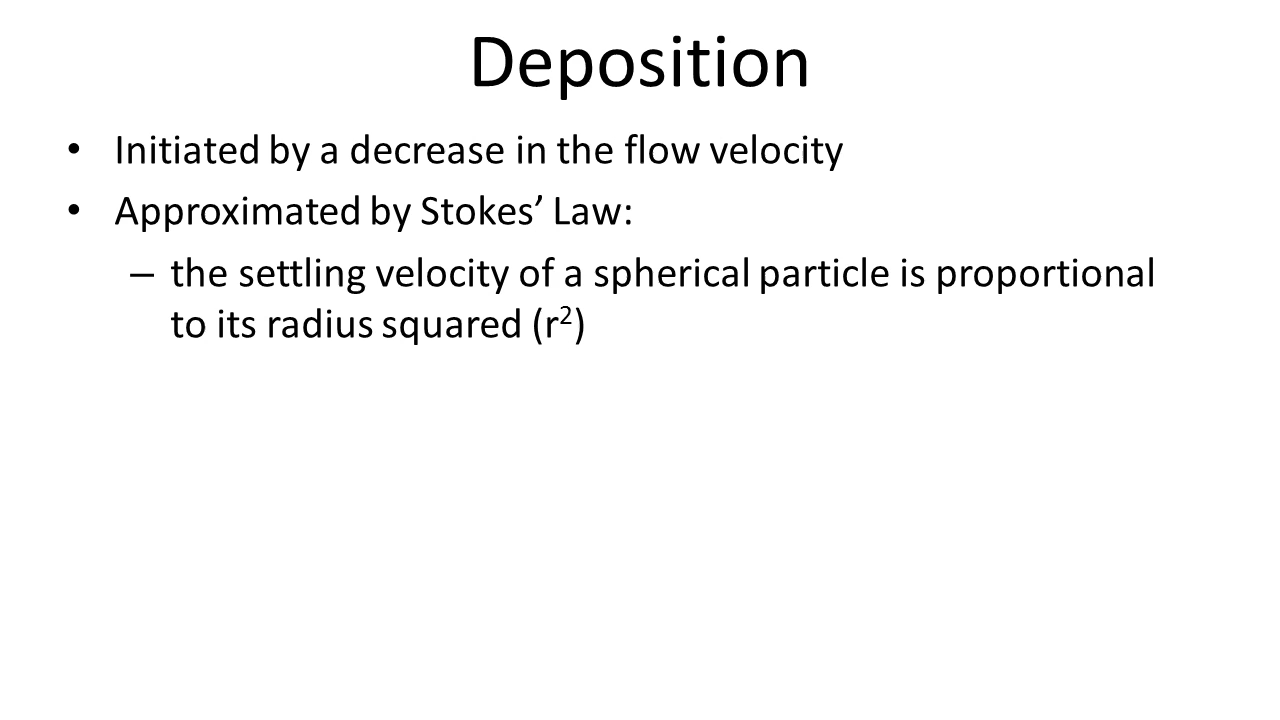 Deposition
• Initiated by a decrease in the flow velocity
• Approximated by Stokes’ Law:
– the settling velocity of a spherical particle is proportional
to its radius squared (r²)